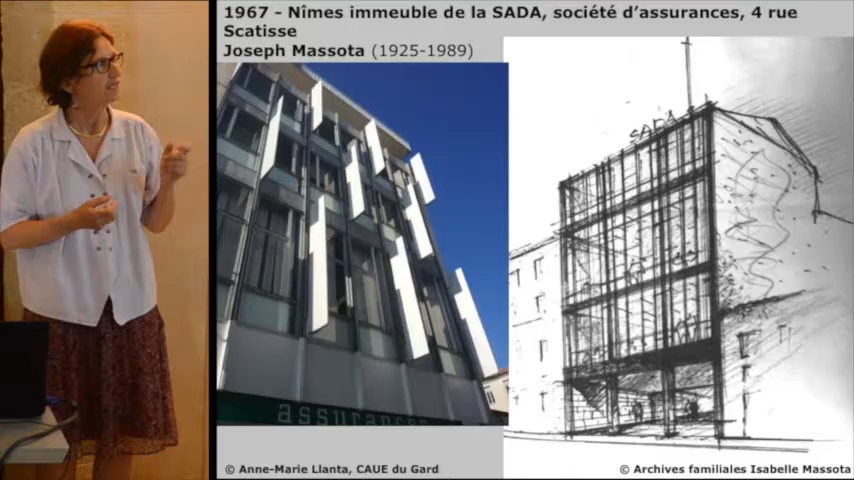 1967 - Nîmes immeuble de la SADA, société d'assurances, 4 rue
Scatisse
Joseph Massota (1925-1989)
SADA
assurances
© Anne-Marie Llanta, CAUE du Gard
© Archives familiales Isabelle Massota